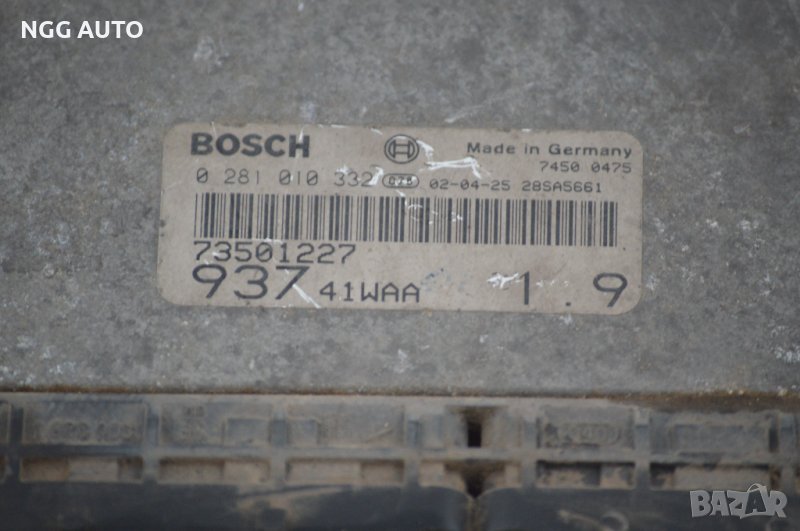 NGG AUTO
BOSCH Made in Germany
7450 0475
0 281 010 332 02-04-25 28SA5661
73501227
937 41WAA 1.9
BAZAR